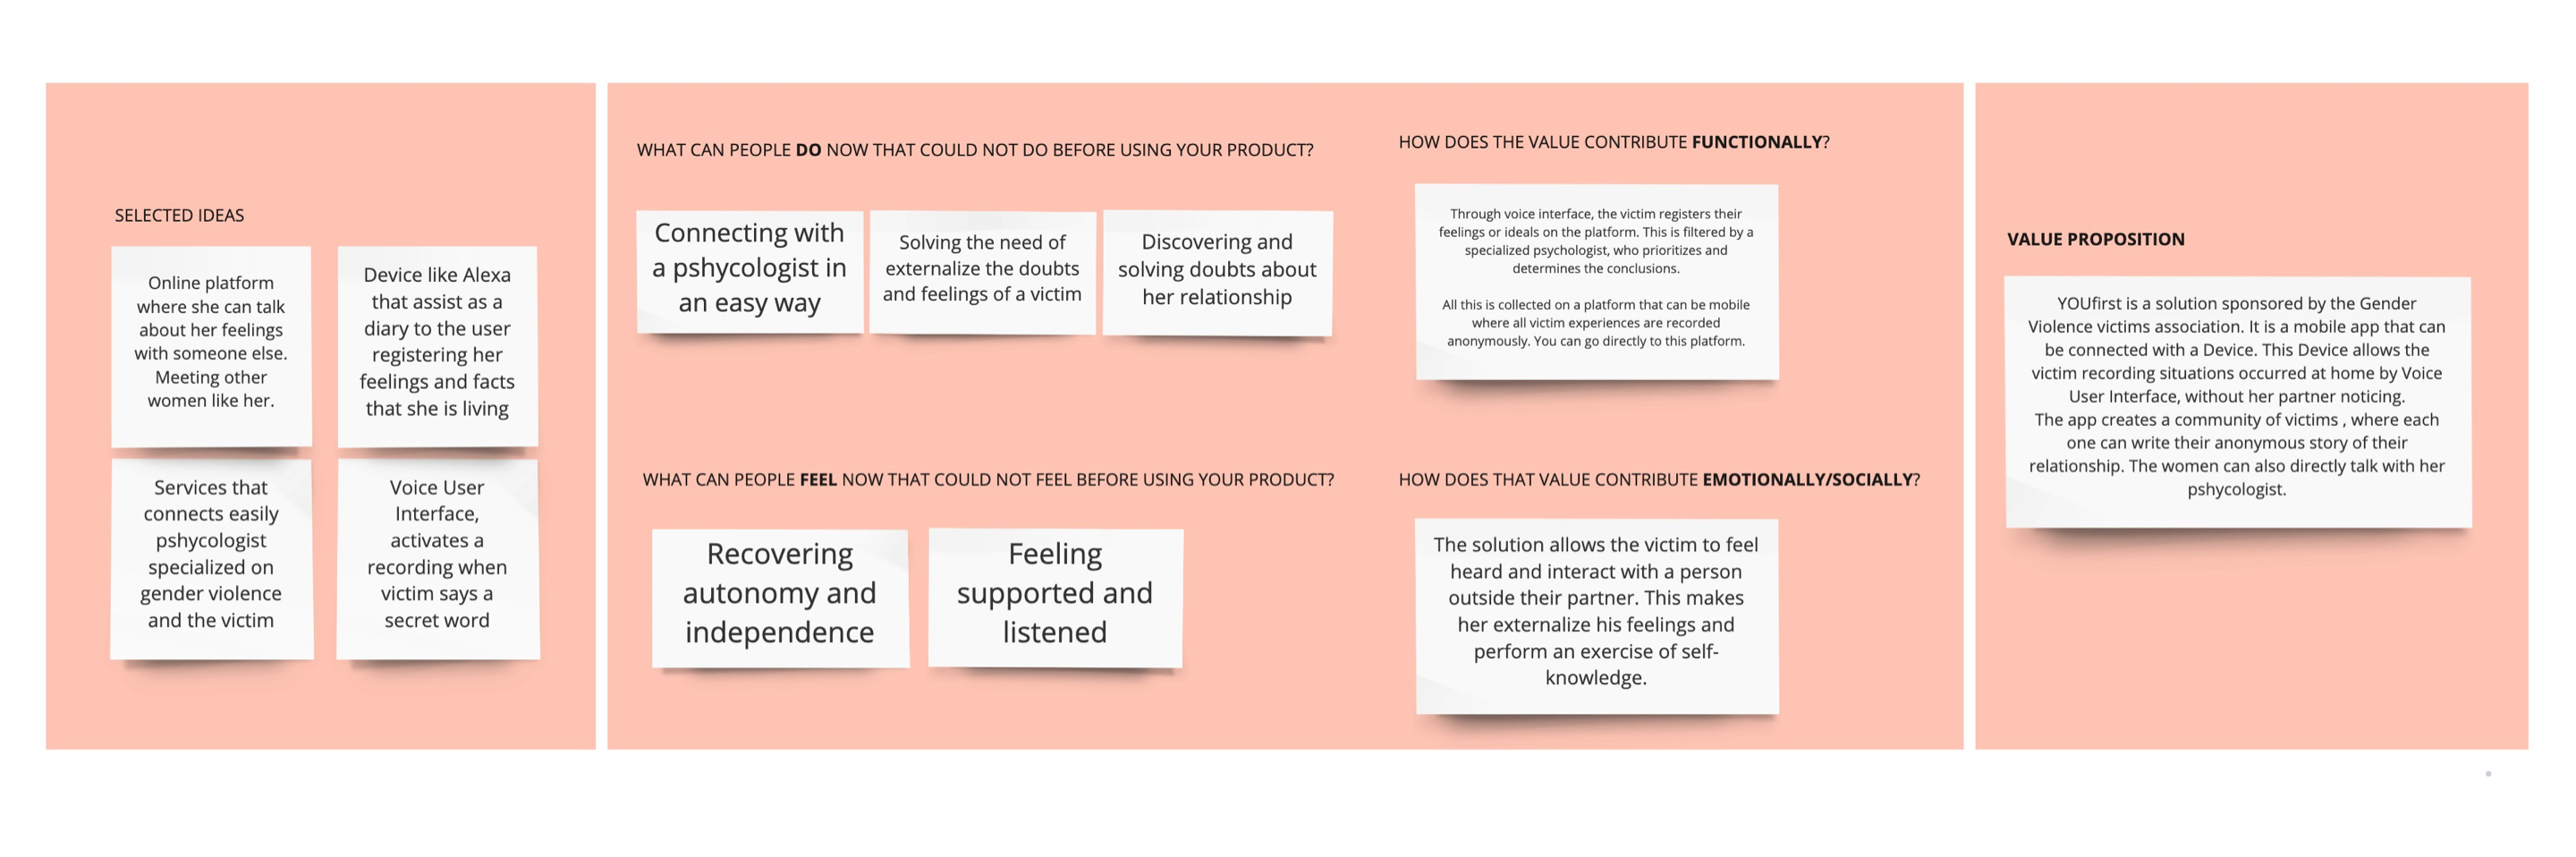 SELECTED IDEAS
Online platform
where she can talk
about her feelings
with someone else.
Meeting other
women like her.
Device like Alexa
that assist as a
diary to the user
registering her
feelings and facts
that she is living
Services that
connects easily
pshycologist
specialized on
gender violence
and the victim
Voice User
Interface,
activates a
recording when
victim says a
secret word
WHAT CAN PEOPLE DO NOW THAT COULD NOT DO BEFORE USING YOUR PRODUCT?
Connecting with
a pshycologist in
an easy way
Solving the need of
externalize the doubts
and feelings of a victim
Discovering and
solving doubts about
her relationship
WHAT CAN PEOPLE FEEL NOW THAT COULD NOT FEEL BEFORE USING YOUR PRODUCT?
Recovering
autonomy and
independence
Feeling
supported and
listened
HOW DOES THE VALUE CONTRIBUTE FUNCTIONALLY?
Through voice interface, the victim registers their
feelings or ideals on the platform. This is filtered by a
specialized psychologist, who prioritizes and
determines the conclusions.
All this is collected on a platform that can be mobile
where all victim experiences are recorded
anonymously. You can go directly to this platform.
HOW DOES THAT VALUE CONTRIBUTE EMOTIONALLY/SOCIALLY?
The solution allows the victim to feel
heard and interact with a person
outside their partner. This makes
her externalize his feelings and
perform an exercise of self-
knowledge.
VALUE PROPOSITION
YOUfirst is a solution sponsored by the Gender
Violence victims association. It is a mobile app that can
be connected with a Device. This Device allows the
victim recording situations occurred at home by Voice
User Interface, without her partner noticing.
The app creates a community of victims , where each
one can write their anonymous story of their
relationship. The women can also directly talk with her
pshycologist.